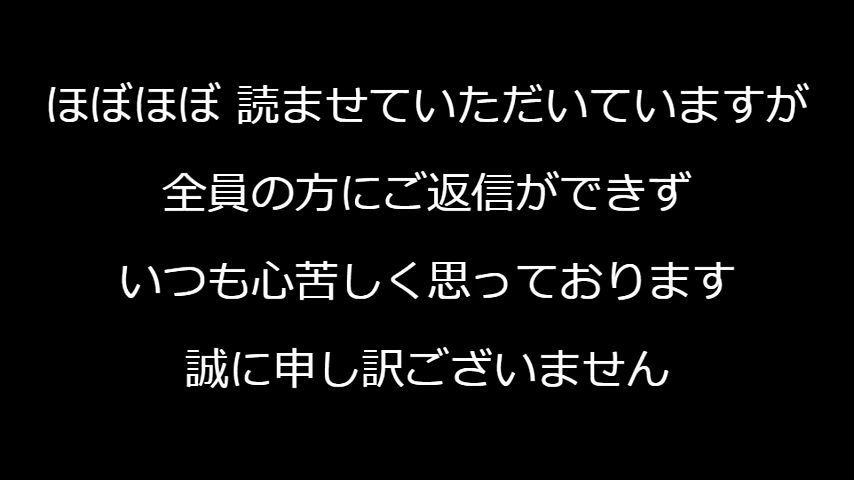 ほぼほぼ 読ませていただいていますが
全員の方にご返信ができず
いつも心苦しく思っております
誠に申し訳ございません